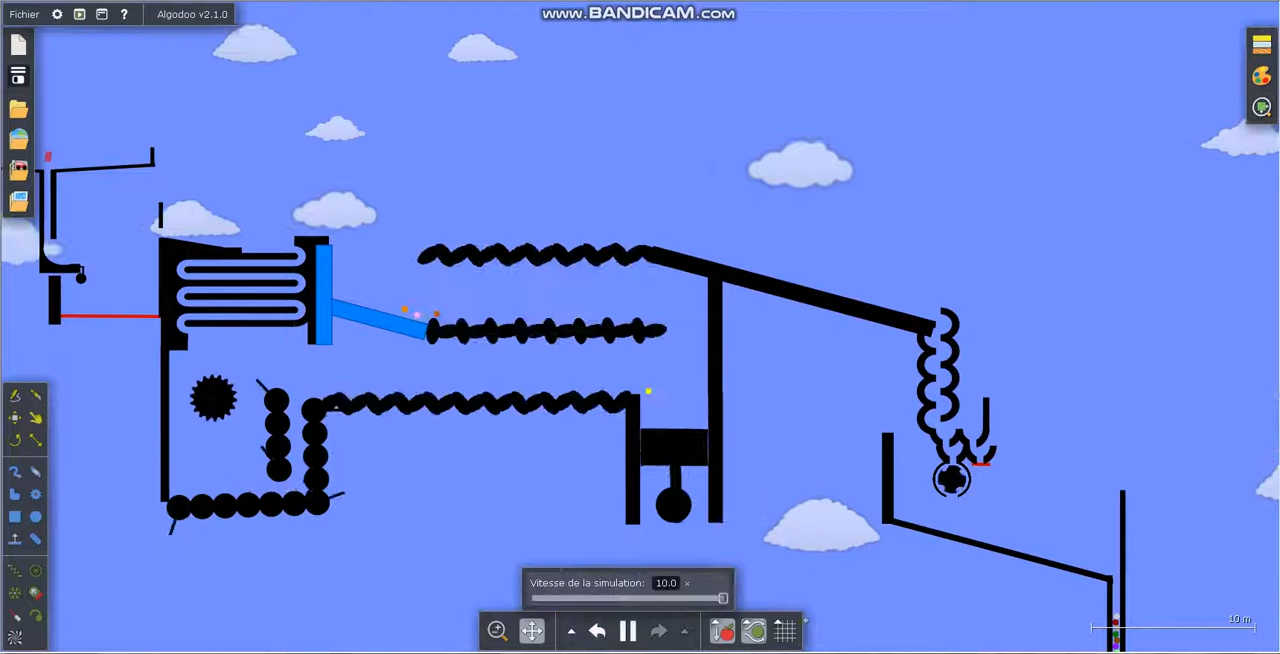 Fichier ? Algodoo v2.1.0
www.BANDICAM.com
Vitesse de la simulation: 10.0 ×
10 m